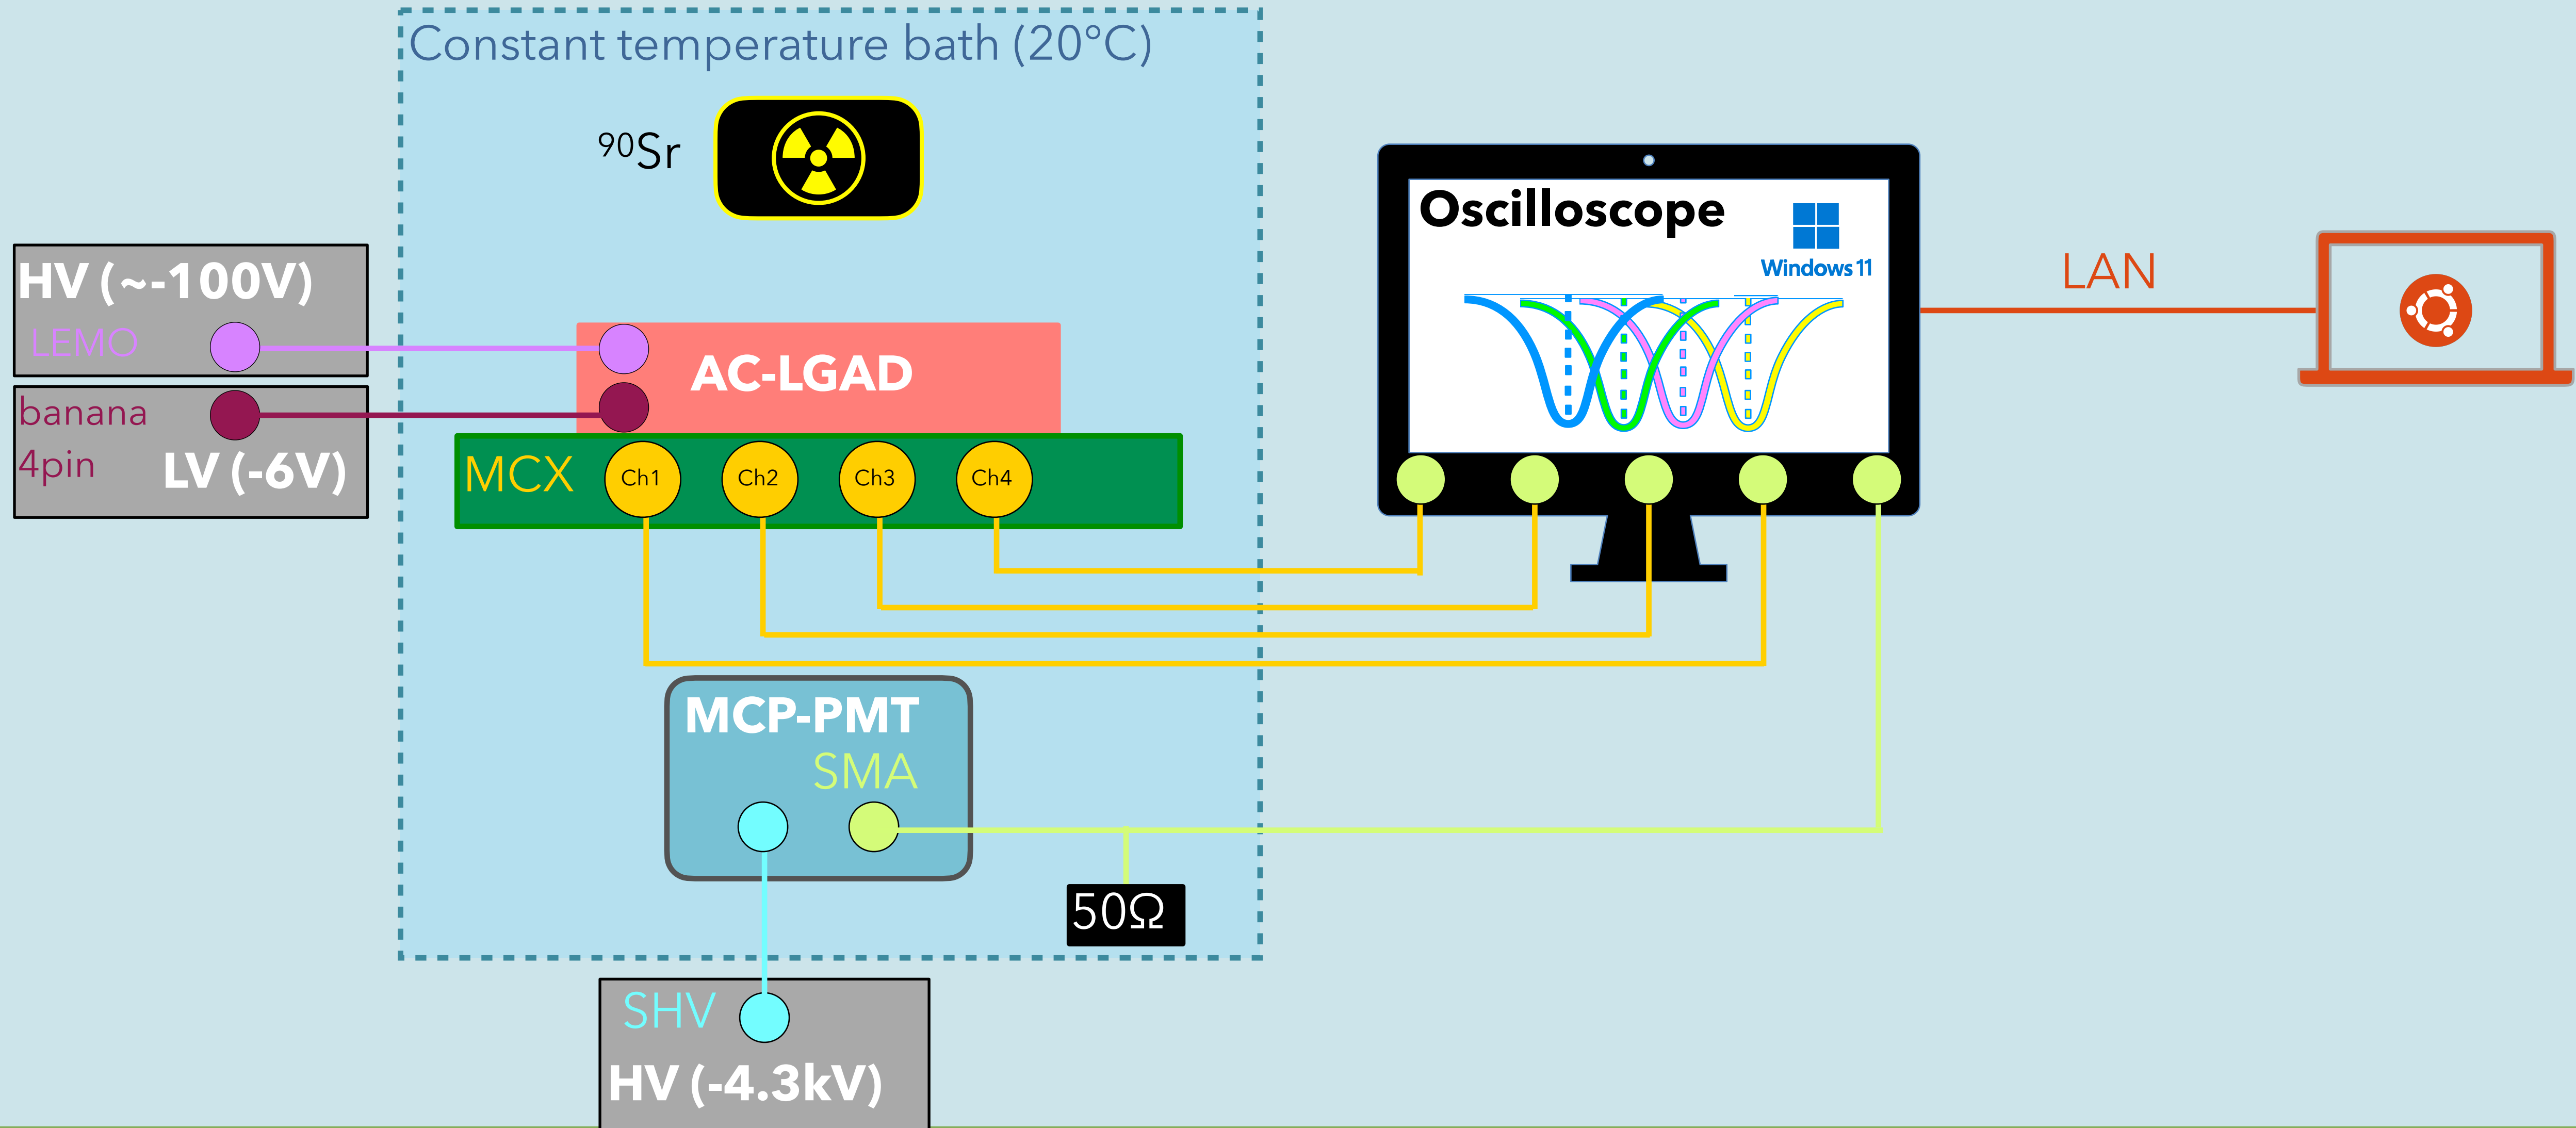 Constant temperature bath (20°C)
⁹⁰Sr
HV (~-100V)
LEMO
banana
4pin
LV (-6V)
AC-LGAD
MCX
Ch1
Ch2
Ch3
Ch4
Oscilloscope
Windows 11
LAN
MCP-PMT
SMA
50Ω
SHV
HV (-4.3kV)